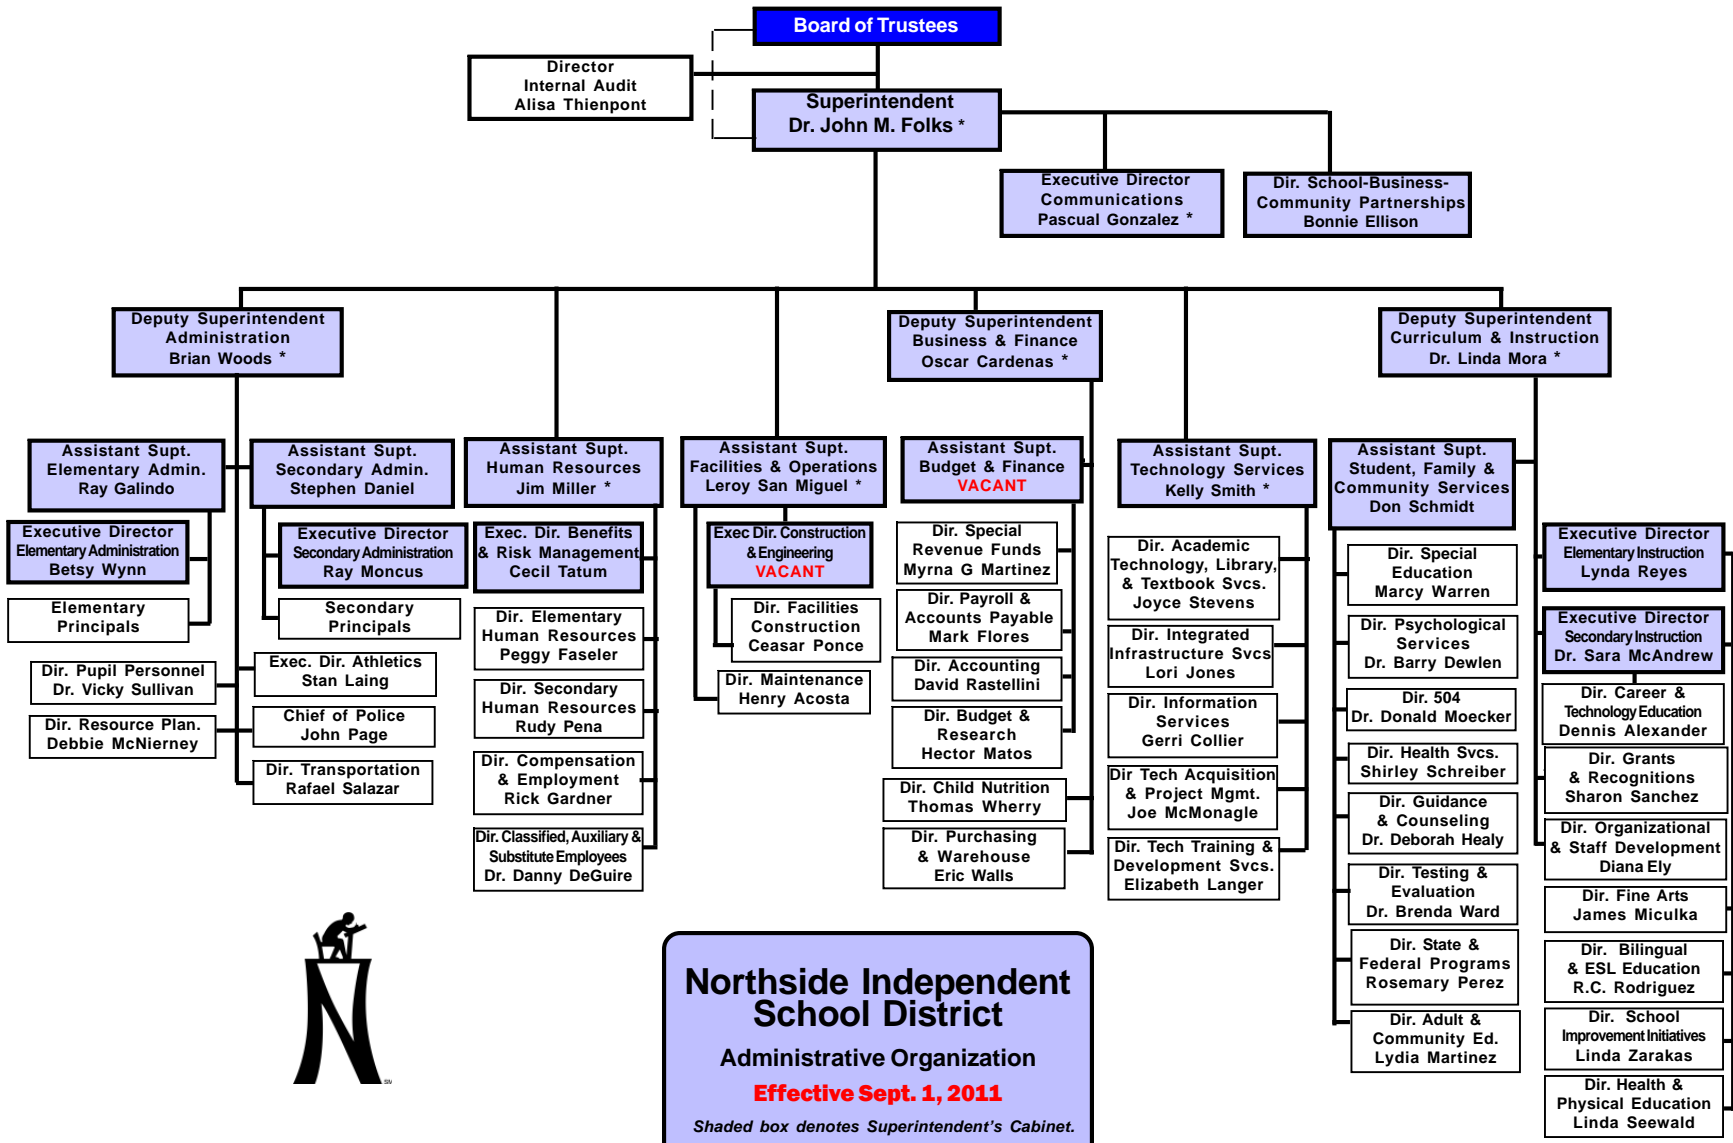 Board of Trustees
Director
Internal Audit
Alisa Thienpont
Superintendent
Dr. John M. Folks *
Executive Director
Communications
Pascual Gonzalez *
Dir. School-Business-
Community Partnerships
Bonnie Ellison
Deputy Superintendent
Administration
Brian Woods *
Deputy Superintendent
Business & Finance
Oscar Cardenas *
Deputy Superintendent
Curriculum & Instruction
Dr. Linda Mora *
Assistant Supt.
Elementary Admin.
Ray Galindo
Assistant Supt.
Secondary Admin.
Stephen Daniel
Assistant Supt.
Human Resources
Jim Miller *
Assistant Supt.
Facilities & Operations
Leroy San Miguel *
Assistant Supt.
Budget & Finance
VACANT
Assistant Supt.
Technology Services
Kelly Smith *
Assistant Supt.
Student, Family &
Community Services
Don Schmidt
Executive Director
Elementary Administration
Betsy Wynn
Elementary
Principals
Executive Director
Secondary Administration
Ray Moncus
Secondary
Principals
Dir. Pupil Personnel
Dr. Vicky Sullivan
Dir. Resource Plan.
Debbie McNierney
Exec. Dir. Athletics
Stan Laing
Chief of Police
John Page
Dir. Transportation
Rafael Salazar
Exec. Dir. Benefits
& Risk Management
Cecil Tatum
Dir. Elementary
Human Resources
Peggy Faseler
Dir. Secondary
Human Resources
Rudy Pena
Dir. Compensation
& Employment
Rick Gardner
Dir. Classified, Auxiliary &
Substitute Employees
Dr. Danny DeGuire
Exec Dir. Construction
& Engineering
VACANT
Dir. Facilities
Construction
Ceasar Ponce
Dir. Maintenance
Henry Acosta
Dir. Special
Revenue Funds
Myrna G Martinez
Dir. Payroll &
Accounts Payable
Mark Flores
Dir. Accounting
David Rastellini
Dir. Budget &
Research
Hector Matos
Dir. Child Nutrition
Thomas Wherry
Dir. Purchasing
& Warehouse
Eric Walls
Dir. Academic
Technology, Library,
& Textbook Svcs.
Joyce Stevens
Dir. Integrated
Infrastructure Svcs
Lori Jones
Dir. Information
Services
Gerri Collier
Dir Tech Acquisition
& Project Mgmt.
Joe McMonagle
Dir. Tech Training &
Development Svcs.
Elizabeth Langer
Dir. Special
Education
Marcy Warren
Dir. Psychological
Services
Dr. Barry Dewlen
Dir. 504
Dr. Donald Moecker
Dir. Health Svcs.
Shirley Schreiber
Dir. Guidance
& Counseling
Dr. Deborah Healy
Dir. Testing &
Evaluation
Dr. Brenda Ward
Dir. State &
Federal Programs
Rosemary Perez
Dir. Adult &
Community Ed.
Lydia Martinez
Executive Director
Elementary Instruction
Lynda Reyes
Executive Director
Secondary Instruction
Dr. Sara McAndrew
Dir. Career &
Technology Education
Dennis Alexander
Dir. Grants
& Recognitions
Sharon Sanchez
Dir. Organizational
& Staff Development
Diana Ely
Dir. Fine Arts
James Miculka
Dir. Bilingual
& ESL Education
R.C. Rodriguez
Dir. School
Improvement Initiatives
Linda Zarakas
Dir. Health &
Physical Education
Linda Seewald
N
SM
Northside Independent
School District
Administrative Organization
Effective Sept. 1, 2011
Shaded box denotes Superintendent's Cabinet.